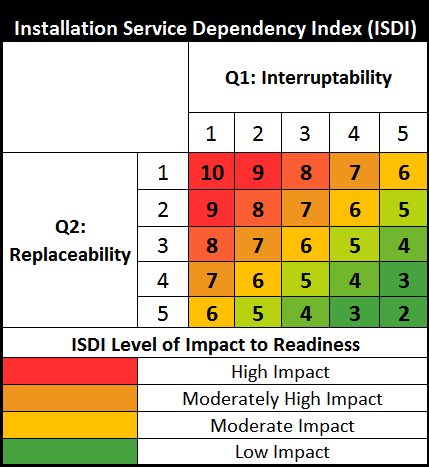 Installation Service Dependency Index (ISDI)
Q1: Interruptability
1 2 3 4 5
Q2:
Replaceability
1 10 9 8 7 6
2 9 8 7 6 5
3 8 7 6 5 4
4 7 6 5 4 3
5 6 5 4 3 2
ISDI Level of Impact to Readiness
High Impact
Moderately High Impact
Moderate Impact
Low Impact